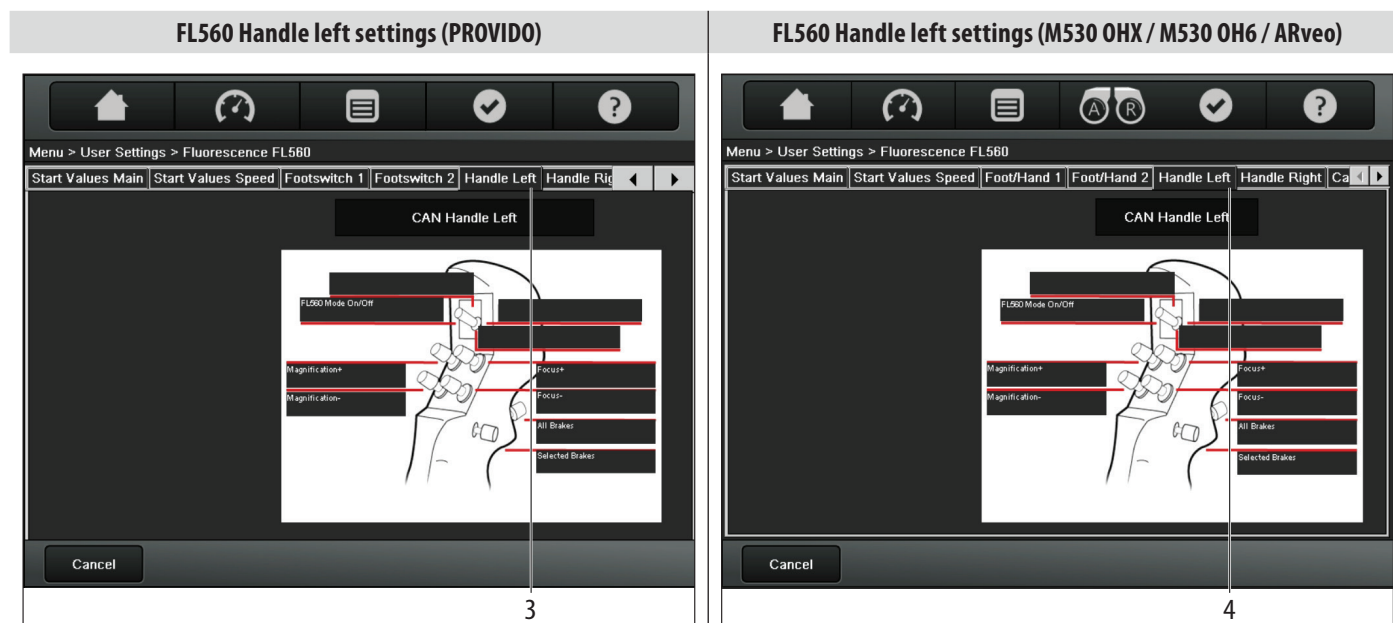 FL560 Handle left settings (PROVIDO)
Menu > User Settings > Fluorescence FL560
Start Values Main Start Values Speed Footswitch 1 Footswitch 2 Handle Left Handle Rig
CAN Handle Left
FL560 Mode On/Off
Magnification+
Focus+
Magnification-
Focus-
All Brakes
Selected Brakes
Cancel
3
FL560 Handle left settings (M530 OHX / M530 OH6 / ARveo)
A R
Menu > User Settings > Fluorescence FL560
Start Values Main Start Values Speed Foot/Hand 1 Foot/Hand 2 Handle Left Handle Right Ca
CAN Handle Left
FL560 Mode On/Off
Magnification+
Focus+
Magnification-
Focus-
All Brakes
Selected Brakes
Cancel
4